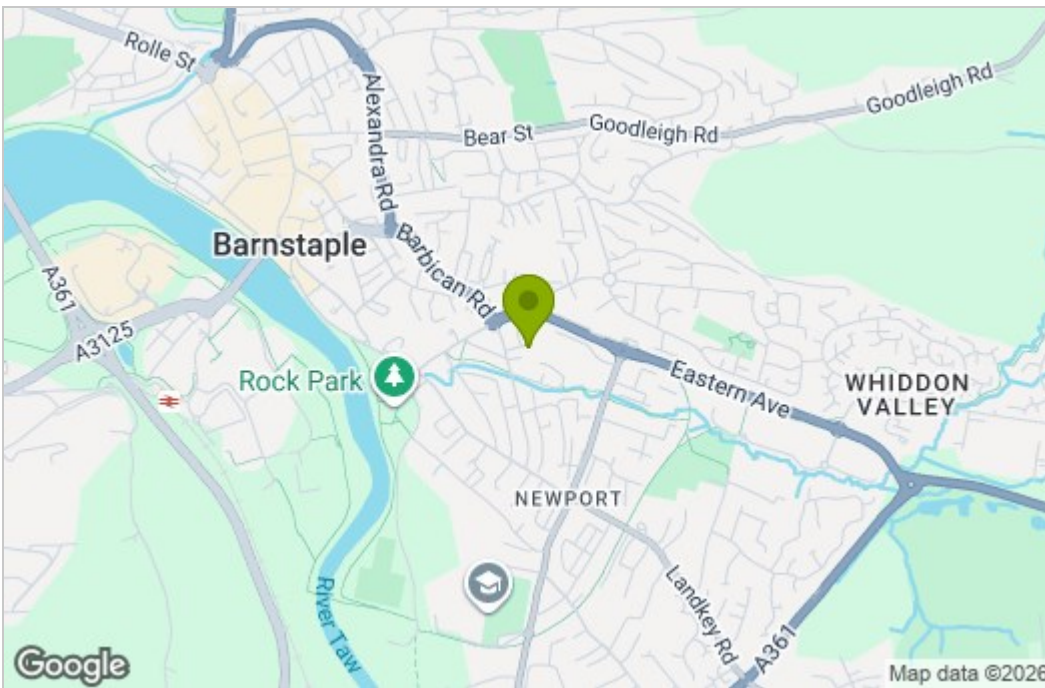 Rolle St
Alexandra Rd
Bear St
Goodleigh Rd
Goodleigh Rd
Barnstaple
Barbican Rd
A361
A3125
Rock Park
Eastern Ave
WHIDDON
VALLEY
NEWPORT
River Taw
Landkey Rd
A361
Google
Map data ©2026